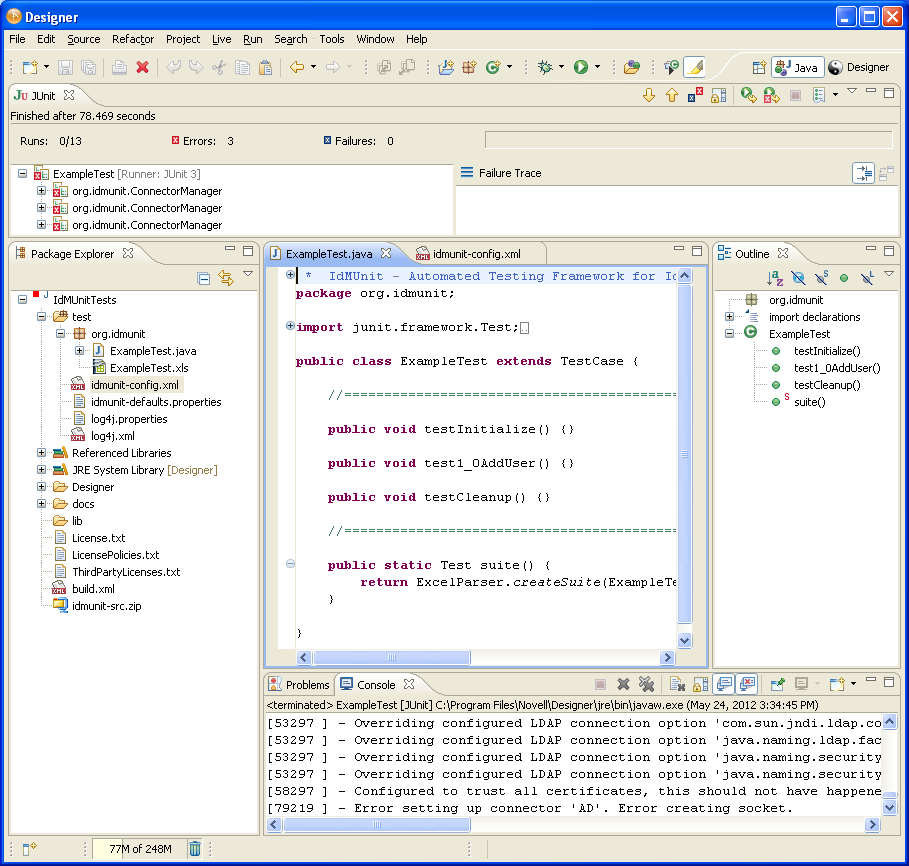 Designer
File Edit Source Refactor Project Live Run Search Tools Window Help
Java Designer
JUnit
Finished after 78.469 seconds
Runs: 0/13 Errors: 3 Failures: 0
ExampleTest [Runner: JUnit 3]
org.idmunit.ConnectorManager
org.idmunit.ConnectorManager
org.idmunit.ConnectorManager
Failure Trace
Package Explorer
IdMUnitTests
test
org.idmunit
ExampleTest.java
ExampleTest.xls
idmunit-config.xml
idmunit-defaults.properties
log4j.properties
log4j.xml
Referenced Libraries
JRE System Library [Designer]
Designer
docs
lib
License.txt
LicensePolicies.txt
ThirdPartyLicenses.txt
build.xml
idmunit-src.zip
ExampleTest.java idmunit-config.xml
* IdMUnit - Automated Testing Framework for Id
package org.idmunit;
import junit.framework.Test;
public class ExampleTest extends TestCase {
//==========================================
public void testInitialize() {}
public void test1_0AddUser() {}
public void testCleanup() {}
//==========================================
public static Test suite() {
return ExcelParser.createSuite(ExampleTe
}
}
Outline
org.idmunit
import declarations
ExampleTest
testInitialize()
test1_0AddUser()
testCleanup()
suite()
Problems Console
<terminated> ExampleTest [JUnit] C:\Program Files\Novell\Designer\jre\bin\javaw.exe (May 24, 2012 3:34:45 PM)
[53297 ] - Overriding configured LDAP connection option 'com.sun.jndi.ldap.co
[53297 ] - Overriding configured LDAP connection option 'java.naming.ldap.fac
[53297 ] - Overriding configured LDAP connection option 'java.naming.security
[53297 ] - Overriding configured LDAP connection option 'java.naming.security
[58297 ] - Configured to trust all certificates, this should not have happene
[79219 ] - Error setting up connector 'AD'. Error creating socket.
77M of 248M